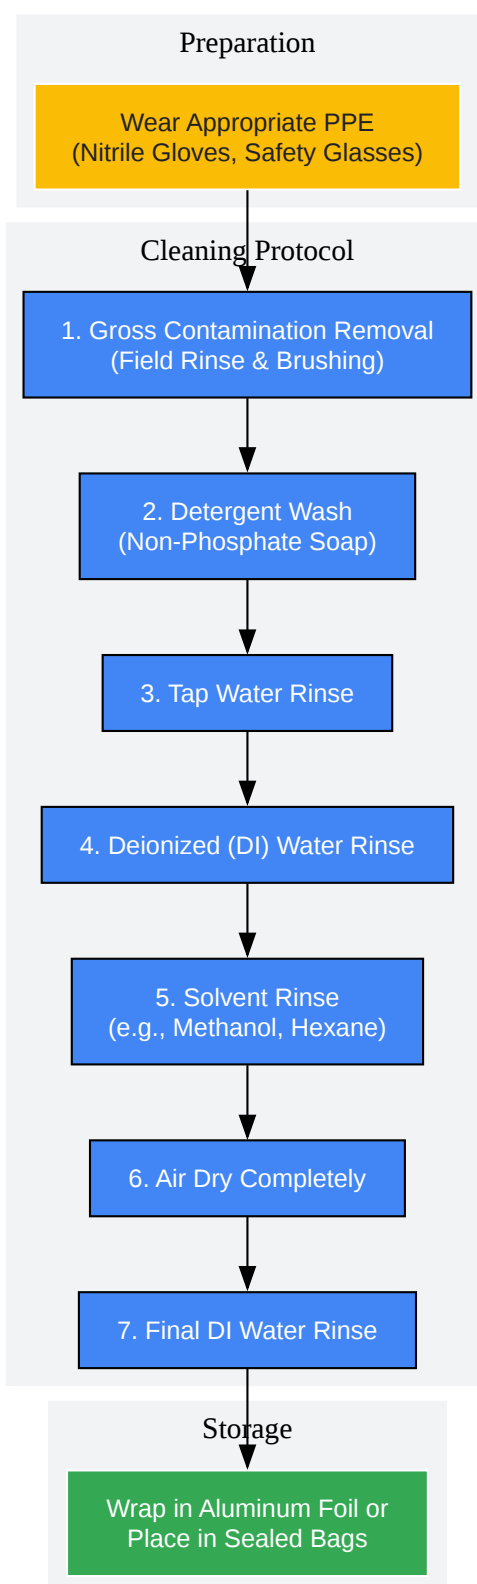 Preparation
Wear Appropriate PPE
(Nitrile Gloves, Safety Glasses)
Cleaning Protocol
1. Gross Contamination Removal
(Field Rinse & Brushing)
2. Detergent Wash
(Non-Phosphate Soap)
3. Tap Water Rinse
4. Deionized (DI) Water Rinse
5. Solvent Rinse
(e.g., Methanol, Hexane)
6. Air Dry Completely
7. Final DI Water Rinse
Storage
Wrap in Aluminum Foil or
Place in Sealed Bags